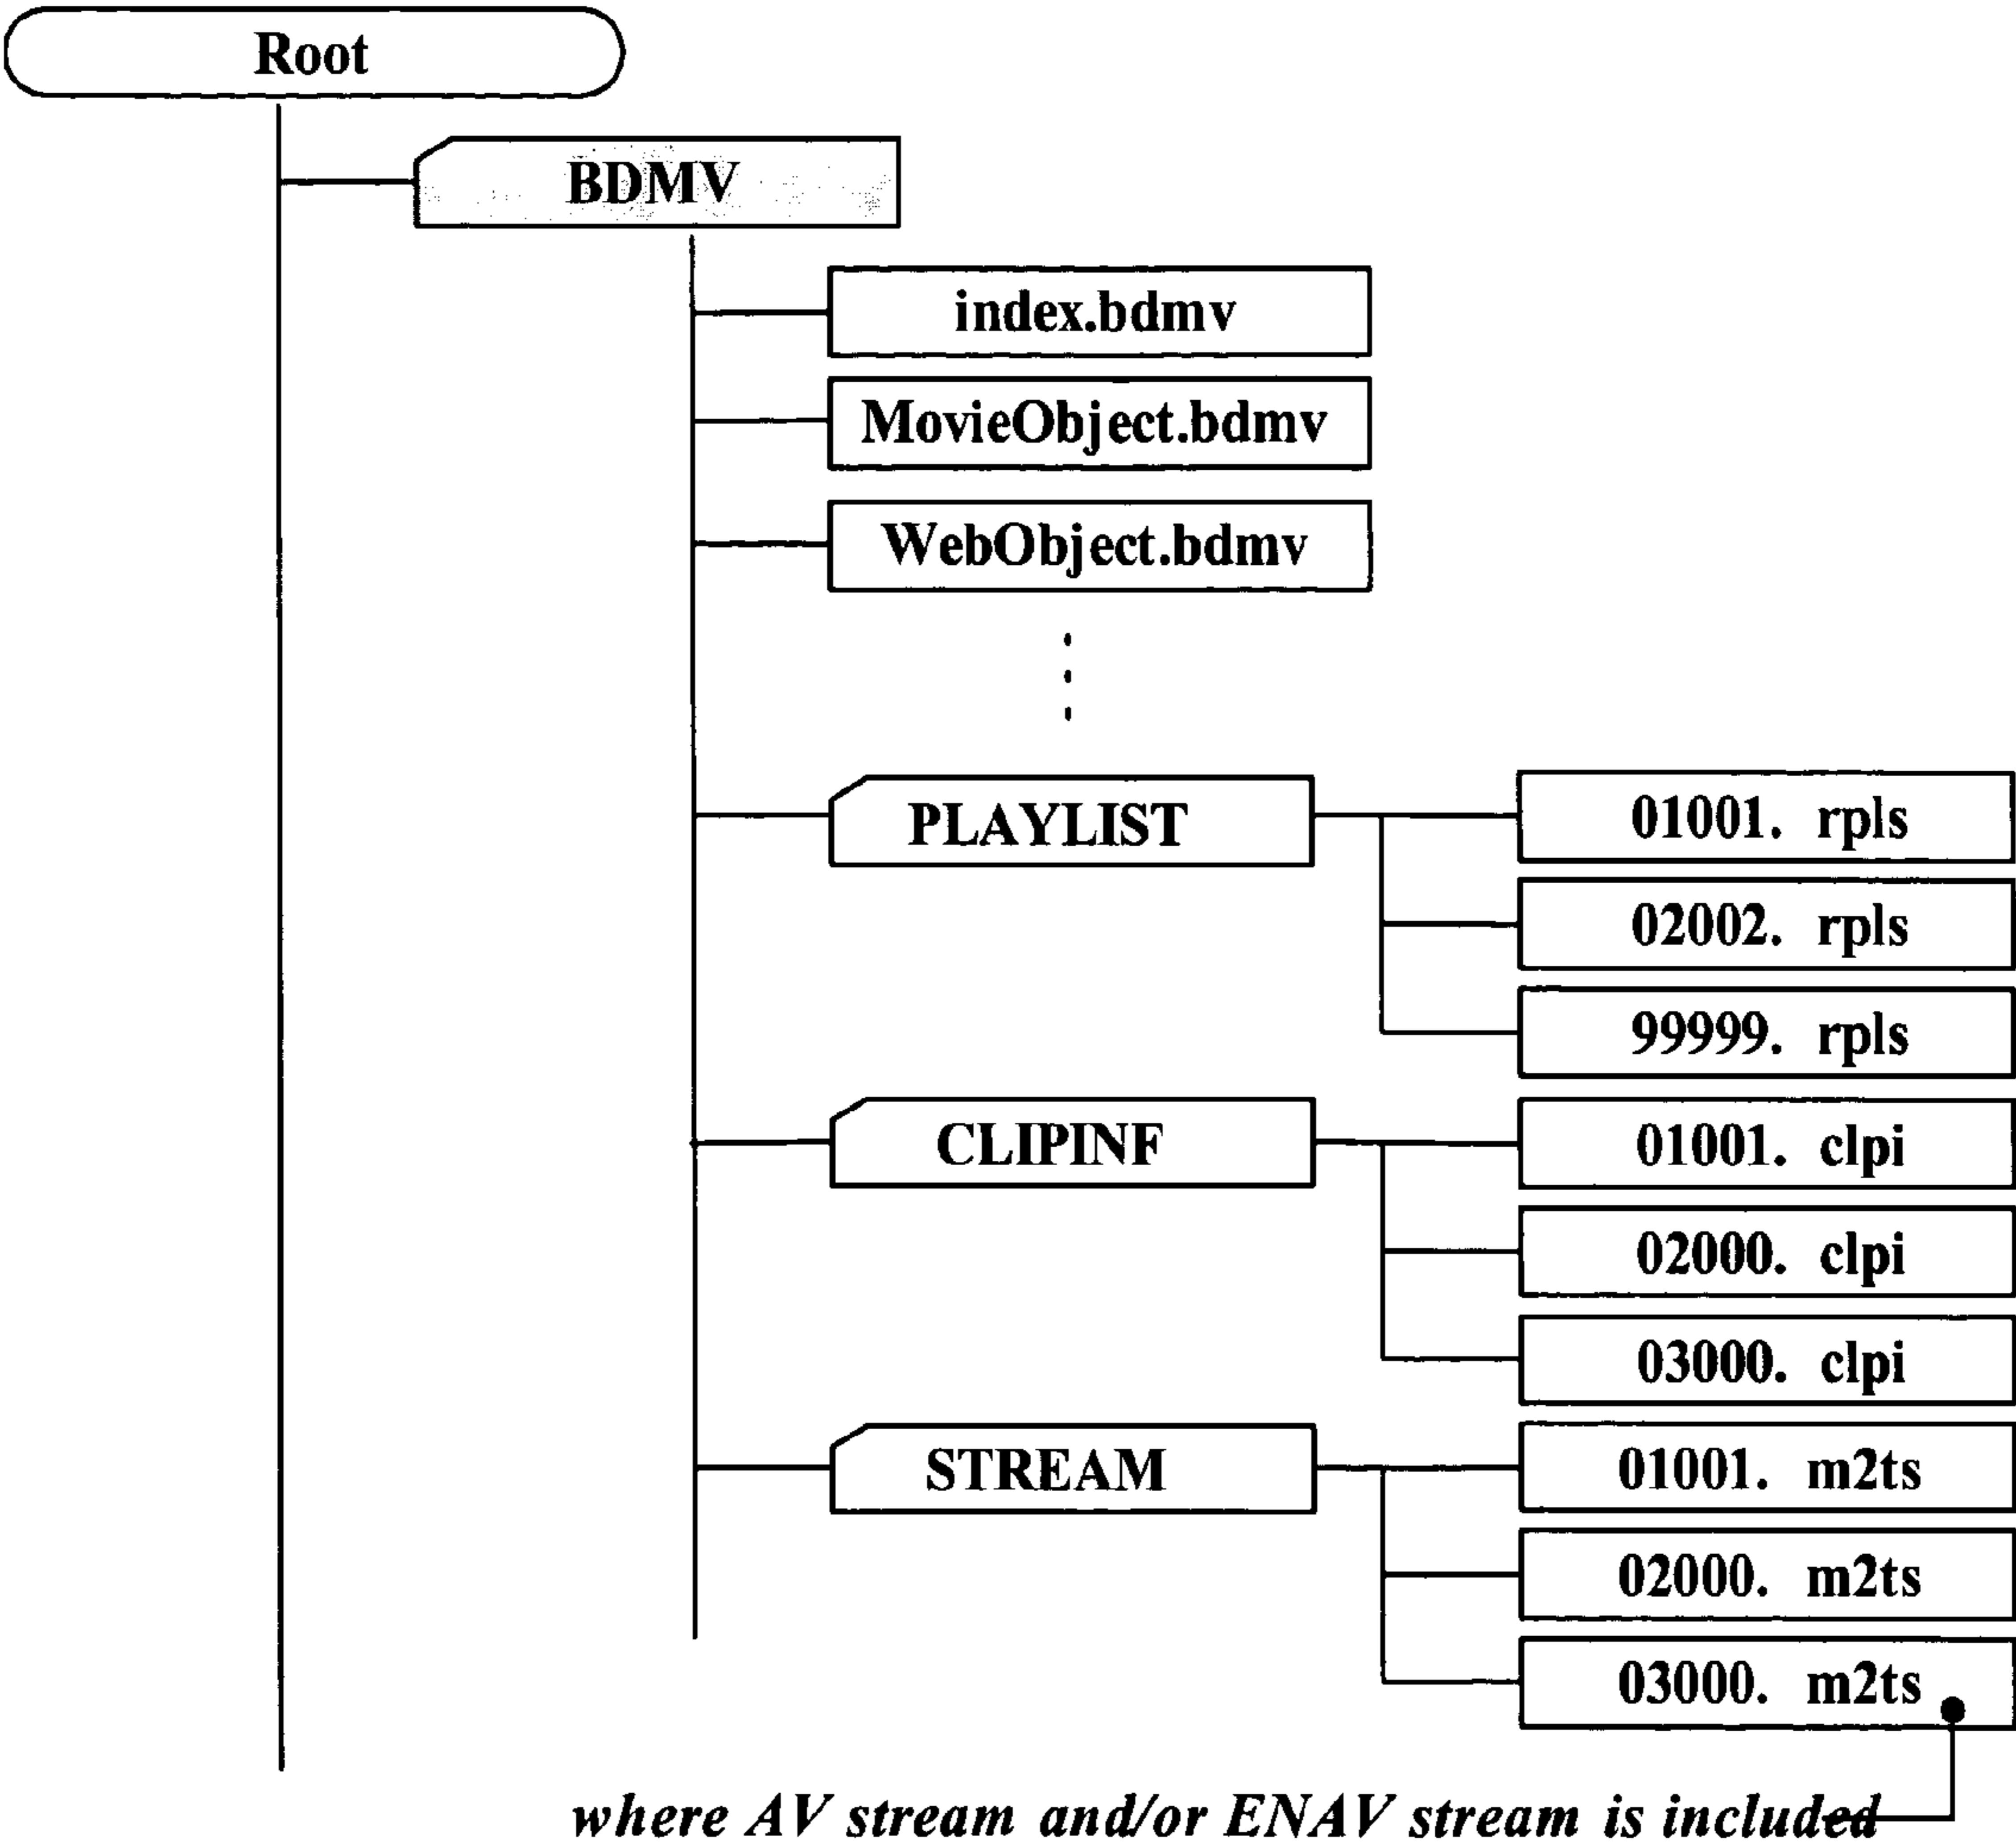 Root
BDMV
index.bdmv
MovieObject.bdmv
WebObject.bdmv
PLAYLIST
01001. rpls
02002. rpls
99999. rpls
CLIPINF
01001. clpi
02000. clpi
03000. clpi
STREAM
01001. m2ts
02000. m2ts
03000. m2ts
where AV stream and/or ENAV stream is included